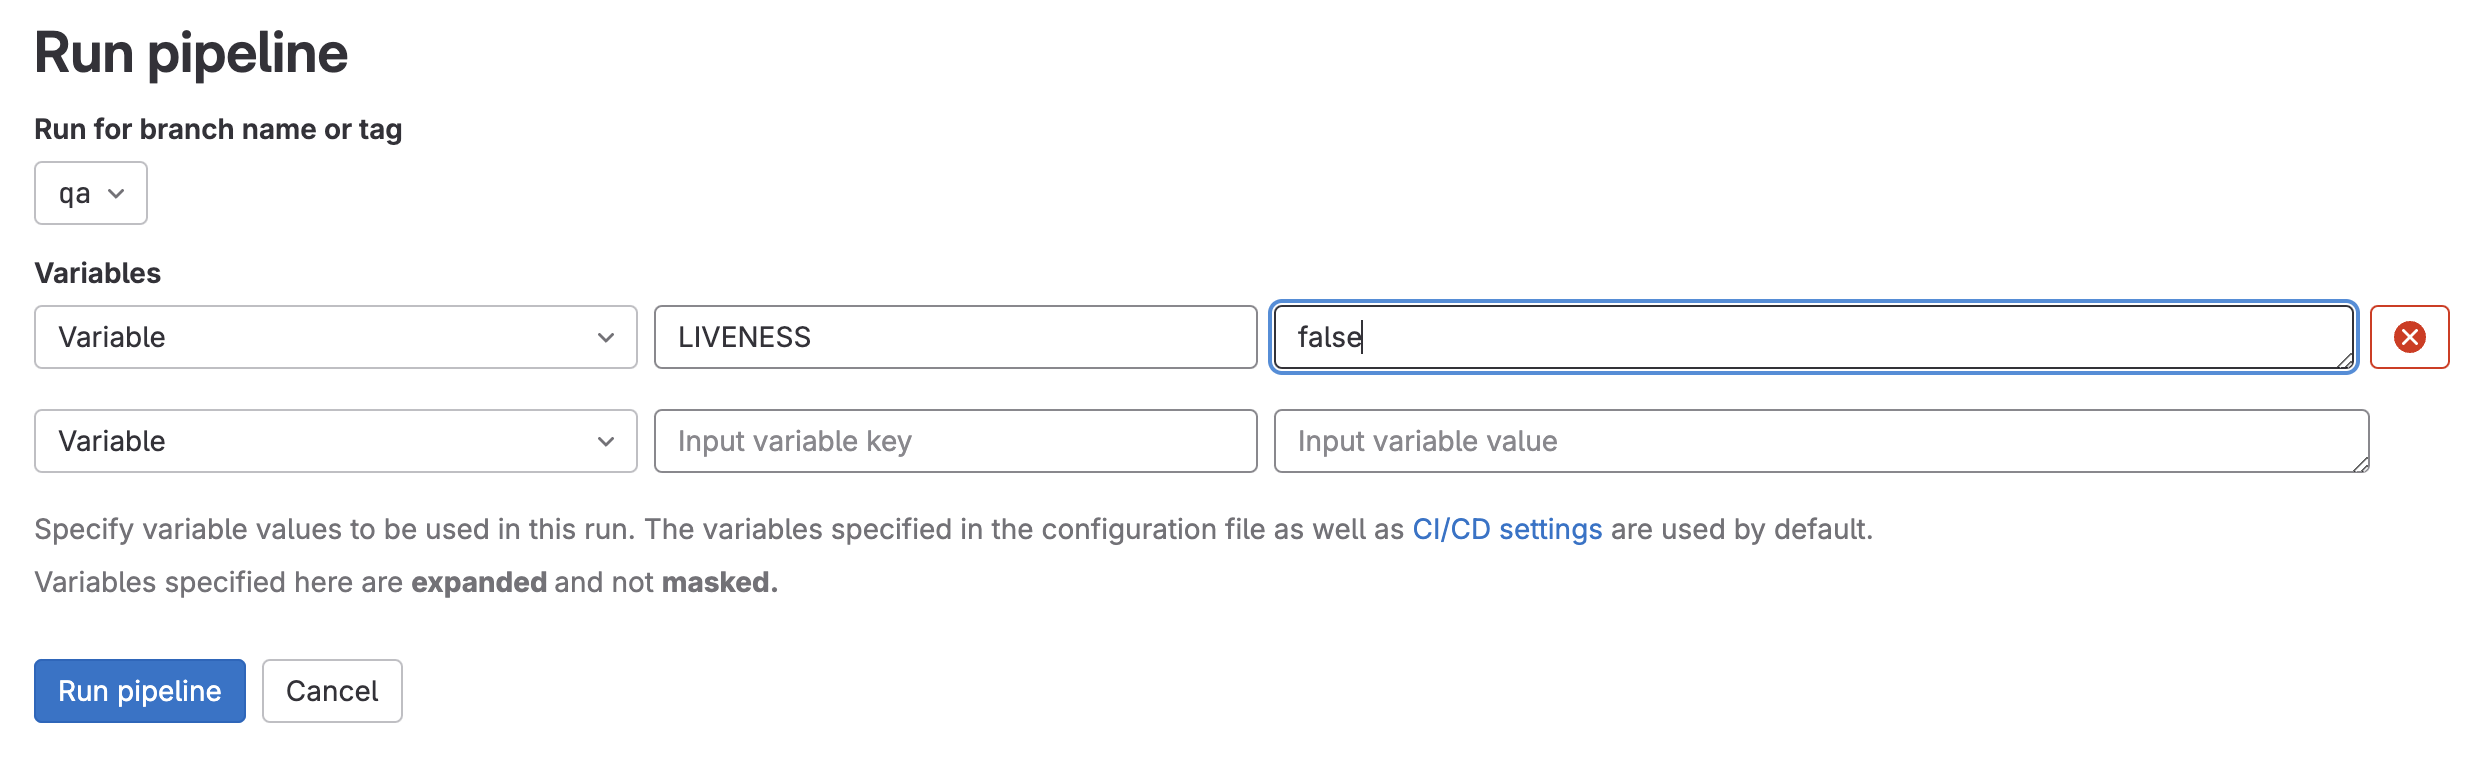 Run pipeline
Run for branch name or tag
qa
Variables
Variable LIVENESS false
Variable Input variable key Input variable value
Specify variable values to be used in this run. The variables specified in the configuration file as well as CI/CD settings are used by default.
Variables specified here are expanded and not masked.
Run pipeline Cancel